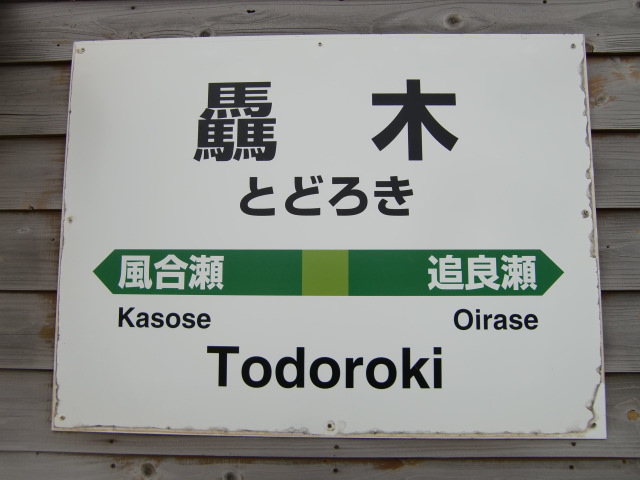 驫木
とどろき
風合瀬 追良瀬
Kasose Oirase
Todoroki